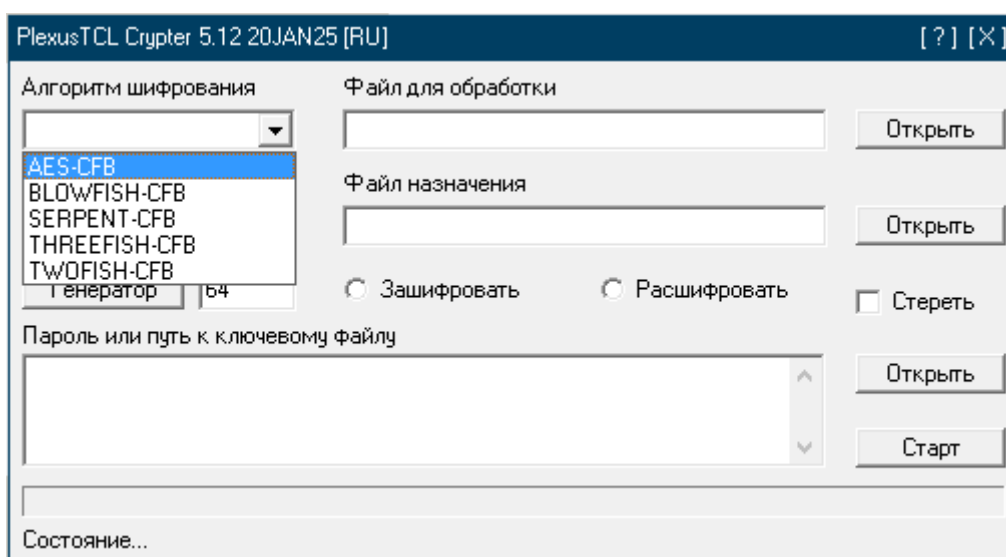 PlexusTCL Crypter 5.12 20JAN25 [RU] [?] [X]
Алгоритм шифрования
Файл для обработки
Открыть
AES-CFB
BLOWFISH-CFB
SERPENT-CFB
THREEFISH-CFB
TWOFISH-CFB
Файл назначения
Открыть
Генератор 64
Зашифровать
Расшифровать
Стереть
Пароль или путь к ключевому файлу
Открыть
Старт
Состояние...